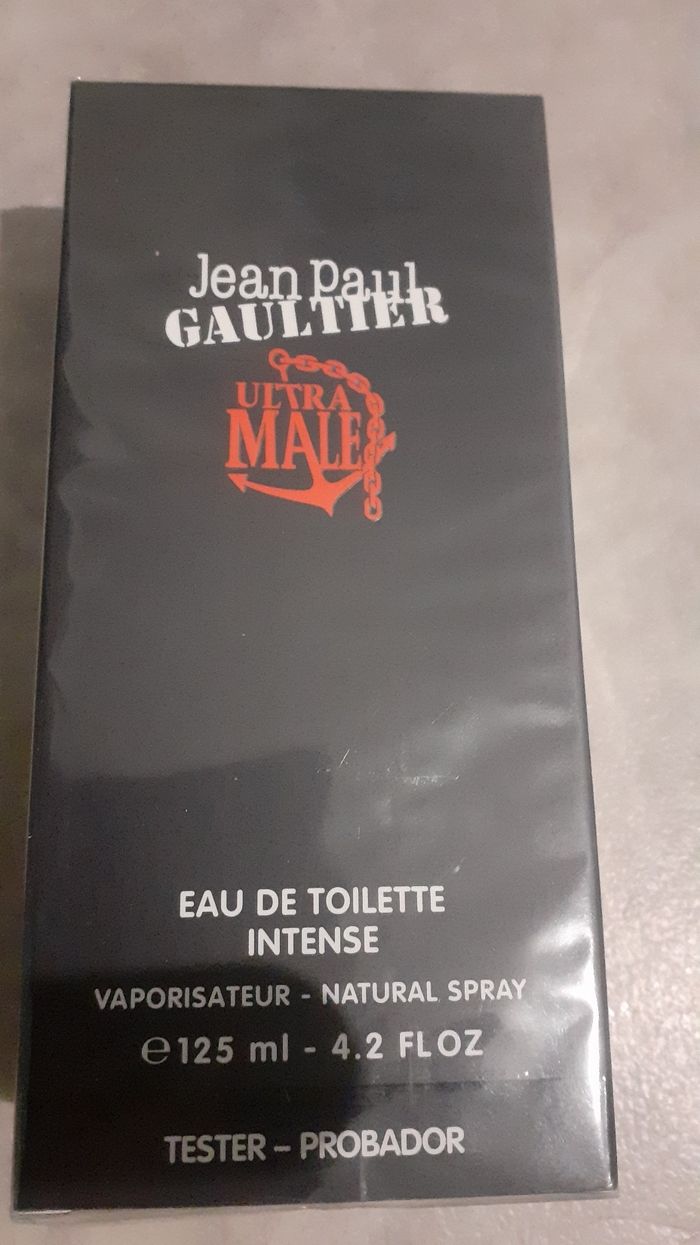 Jean Paul
GAULTIER
ULTRA
MALE
EAU DE TOILETTE
INTENSE
VAPORISATEUR - NATURAL SPRAY
℮125 ml - 4.2 FL OZ
TESTER - PROBADOR